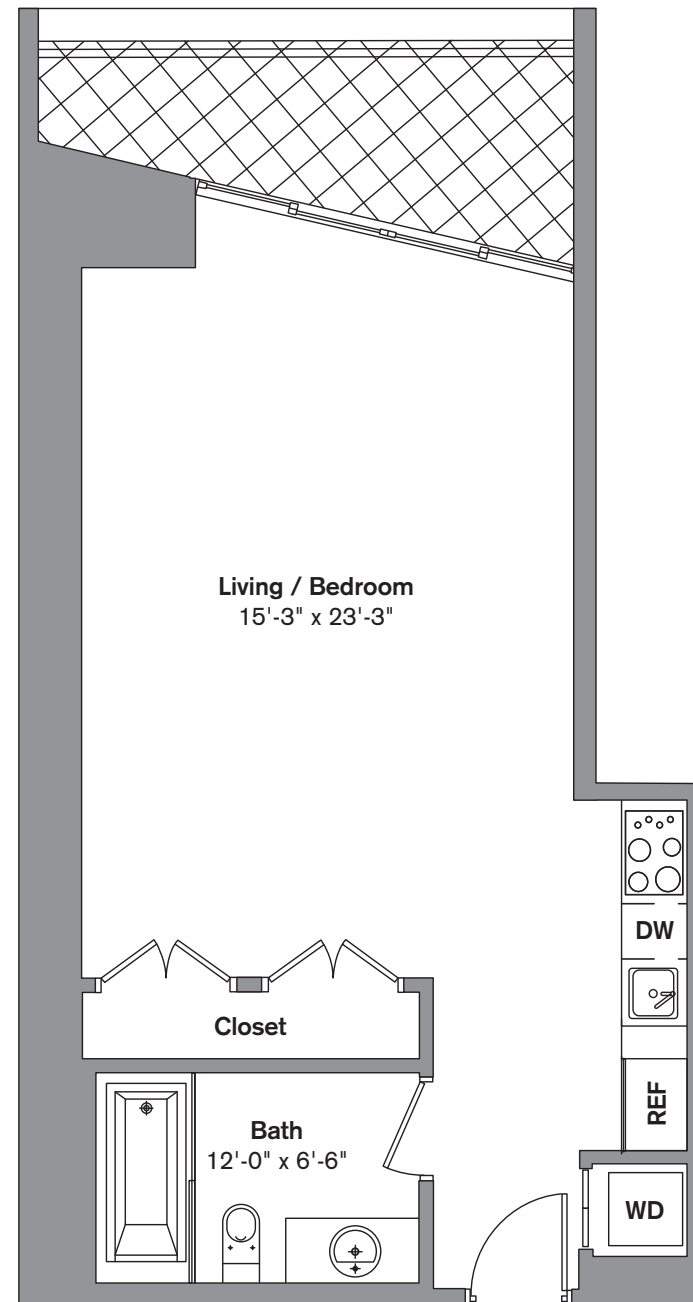 Living / Bedroom
15'-3" x 23'-3"
DW
Closet
REF
Bath
12'-0" x 6'-6"
WD